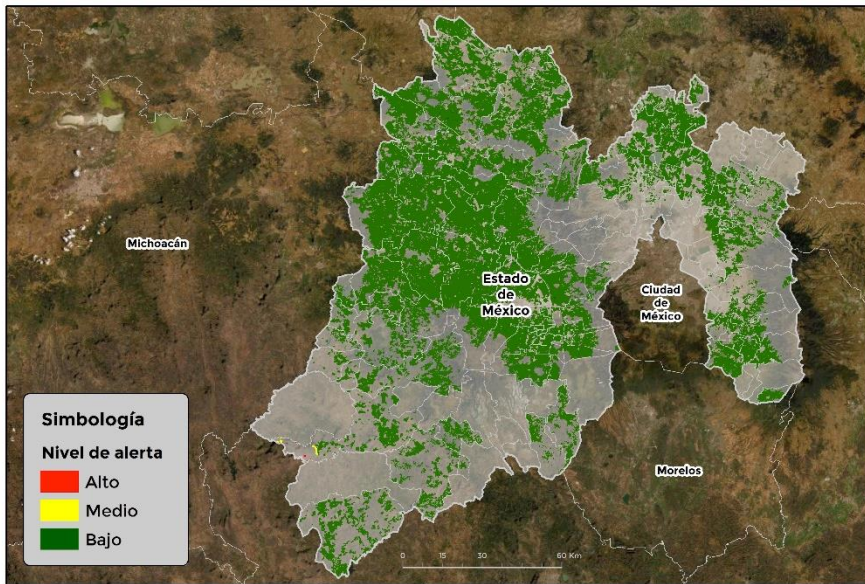 Michoacán
Estado
de
México
Ciudad
de
México
Morelos
Simbología
Nivel de alerta
Alto
Medio
Bajo
0 15 30 60 Km